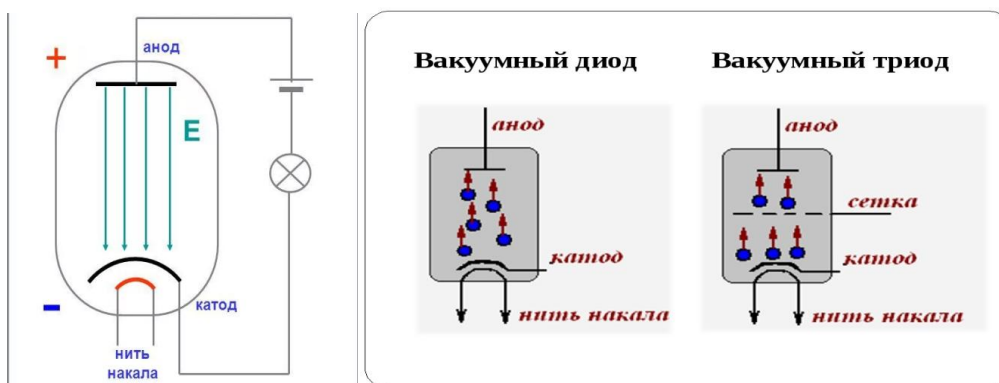 +
анод
E
-
катод
нить
накала
Вакуумный диод
анод
катод
нить накала
Вакуумный триод
анод
сетка
катод
нить накала